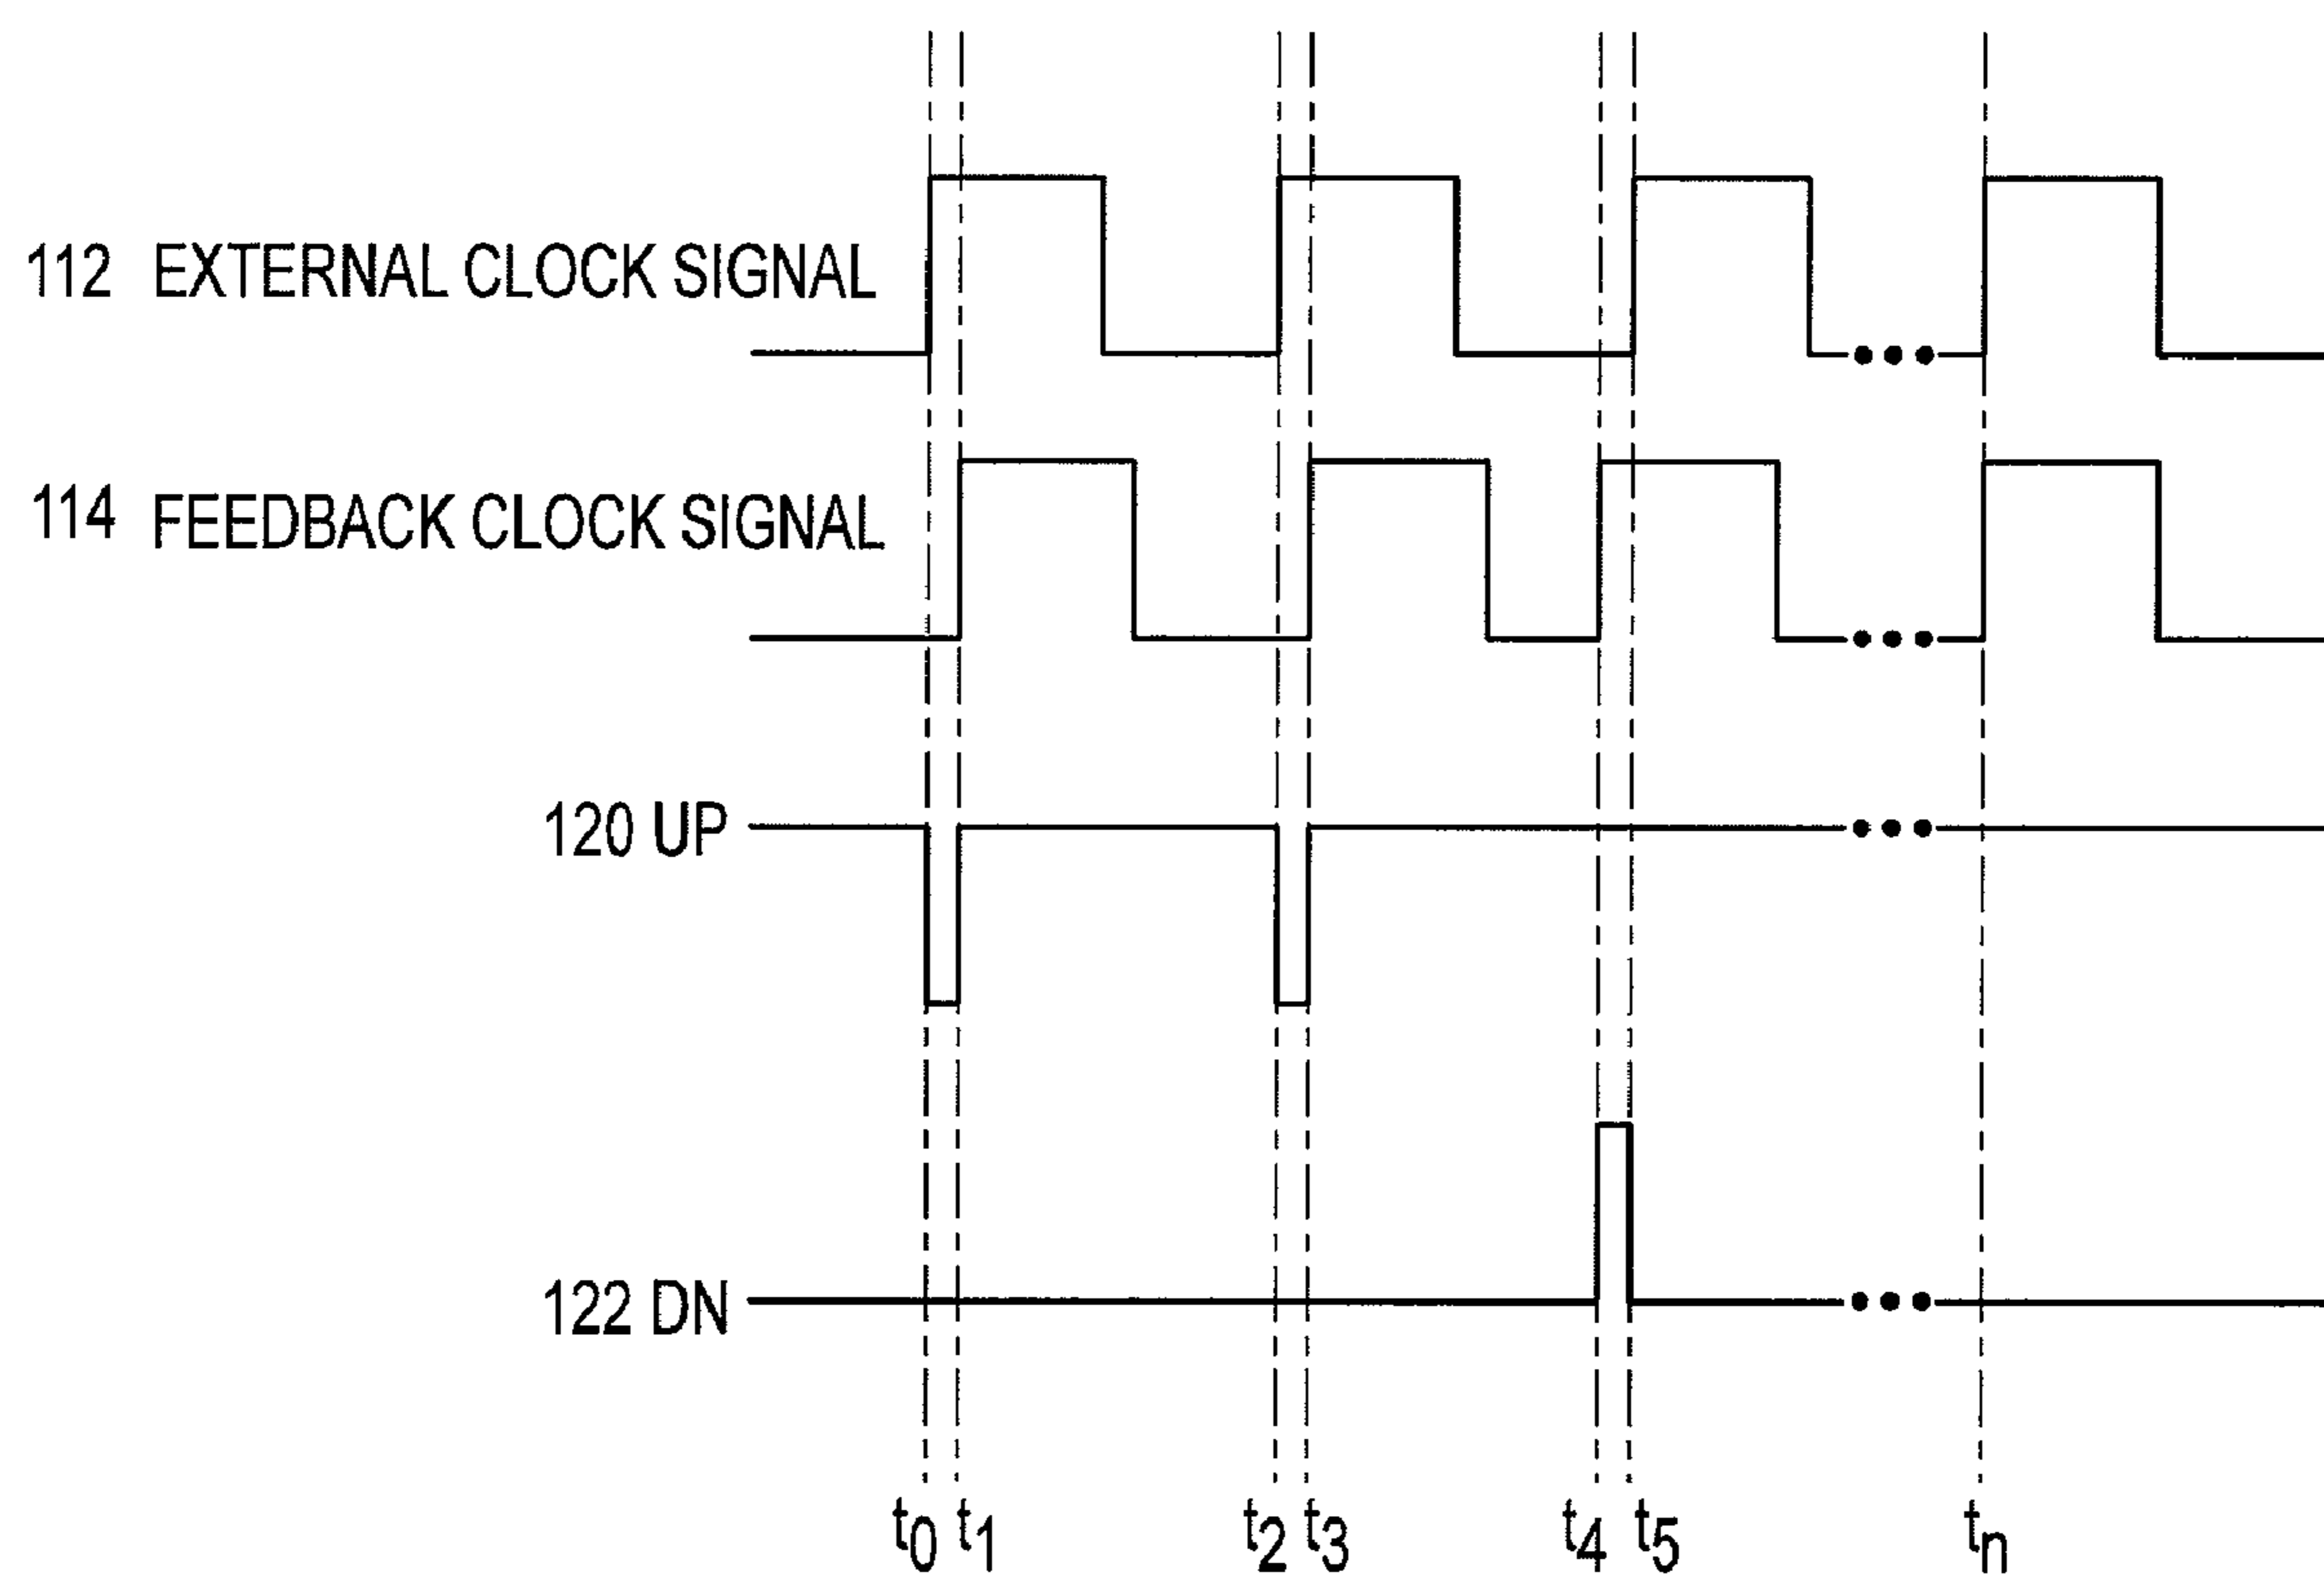 112 EXTERNAL CLOCK SIGNAL
114 FEEDBACK CLOCK SIGNAL
120 UP
122 DN
t0 t1 t2 t3 t4 t5 tn